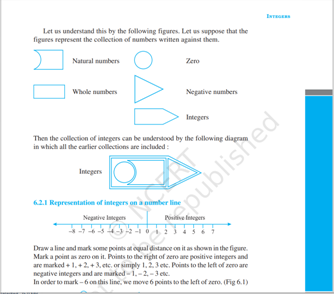 INTEGERS
Let us understand this by the following figures. Let us suppose that the
figures represent the collection of numbers written against them.
Natural numbers
Zero
Whole numbers
Negative numbers
Integers
Then the collection of integers can be understood by the following diagram
in which all the earlier collections are included :
Integers
6.2.1 Representation of integers on a number line
Negative Integers Positive Integers
–8 –7 –6 –5 –4 –3 –2 –1 0 1 2 3 4 5 6 7
Draw a line and mark some points at equal distance on it as shown in the figure.
Mark a point as zero on it. Points to the right of zero are positive integers and
are marked + 1, + 2, + 3, etc. or simply 1, 2, 3 etc. Points to the left of zero are
negative integers and are marked – 1, – 2, – 3 etc.
In order to mark – 6 on this line, we move 6 points to the left of zero. (Fig 6.1)
© NCERT
be republished